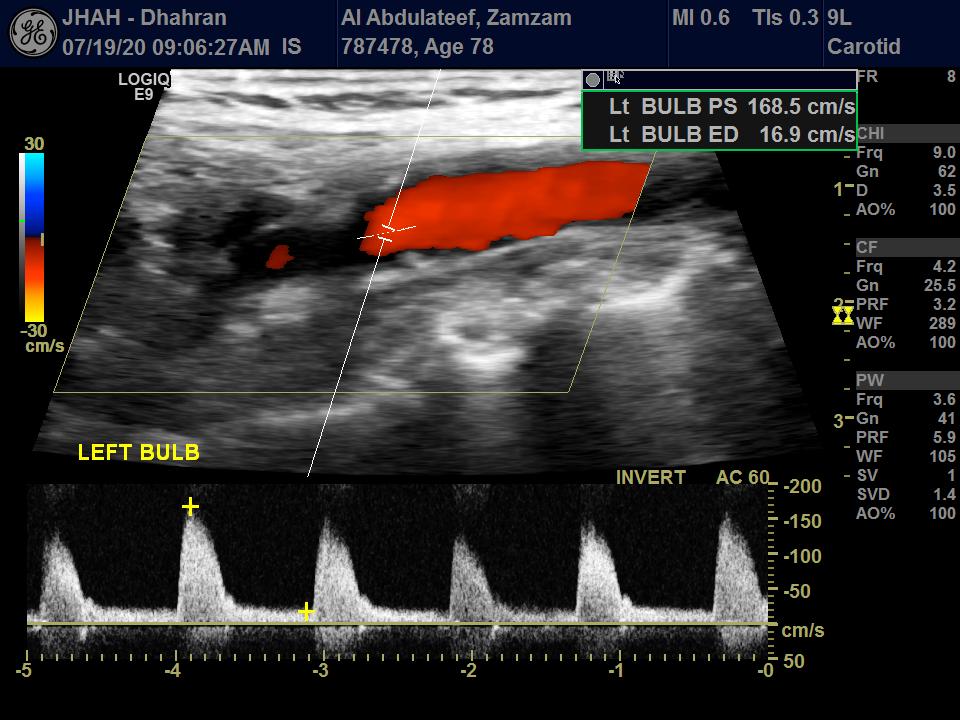 JHAH - Dhahran
07/19/20 09:06:27AM IS
Al Abdulateef, Zamzam
787478, Age 78
MI 0.6 TIs 0.3
9L
Carotid
LOGIQ
E9
Lt BULB PS 168.5 cm/s
Lt BULB ED 16.9 cm/s
FR 8
CHI
Frq 9.0
Gn 62
D 3.5
AO% 100
CF
Frq 4.2
Gn 25.5
PRF 3.2
WF 289
AO% 100
PW
Frq 3.6
Gn 41
PRF 5.9
WF 105
SV 1
SVD 1.4
AO% 100
30
-30
cm/s
1
2
3
LEFT BULB
INVERT AC 60
-200
-150
-100
-50
cm/s
50
-5 -4 -3 -2 -1 -0